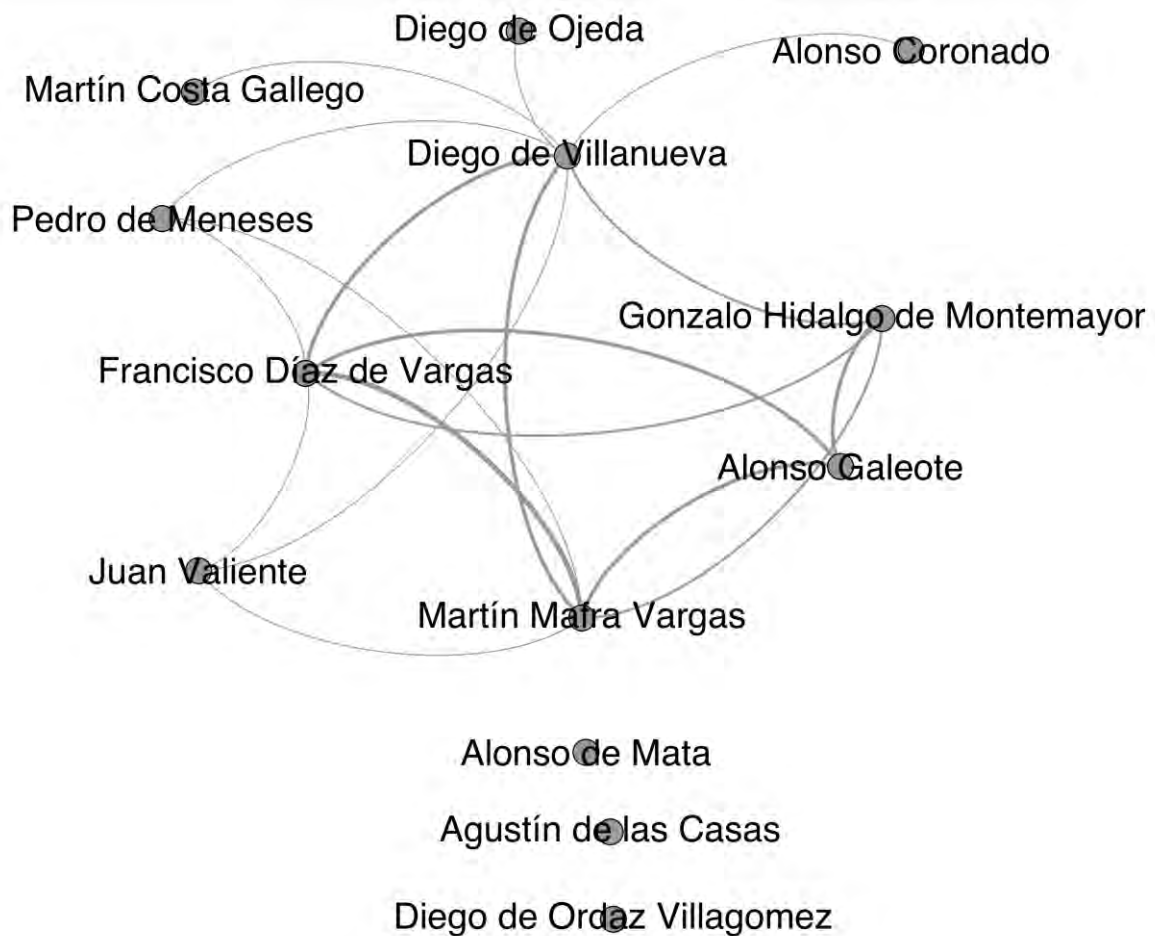 Diego de Ojeda
Alonso Coronado
Martín Costa Gallego
Diego de Villanueva
Pedro de Meneses
Gonzalo Hidalgo de Montemayor
Francisco Díaz de Vargas
Alonso Galeote
Juan Valiente
Martín Mafra Vargas
Alonso de Mata
Agustín de las Casas
Diego de Ordaz Villagomez